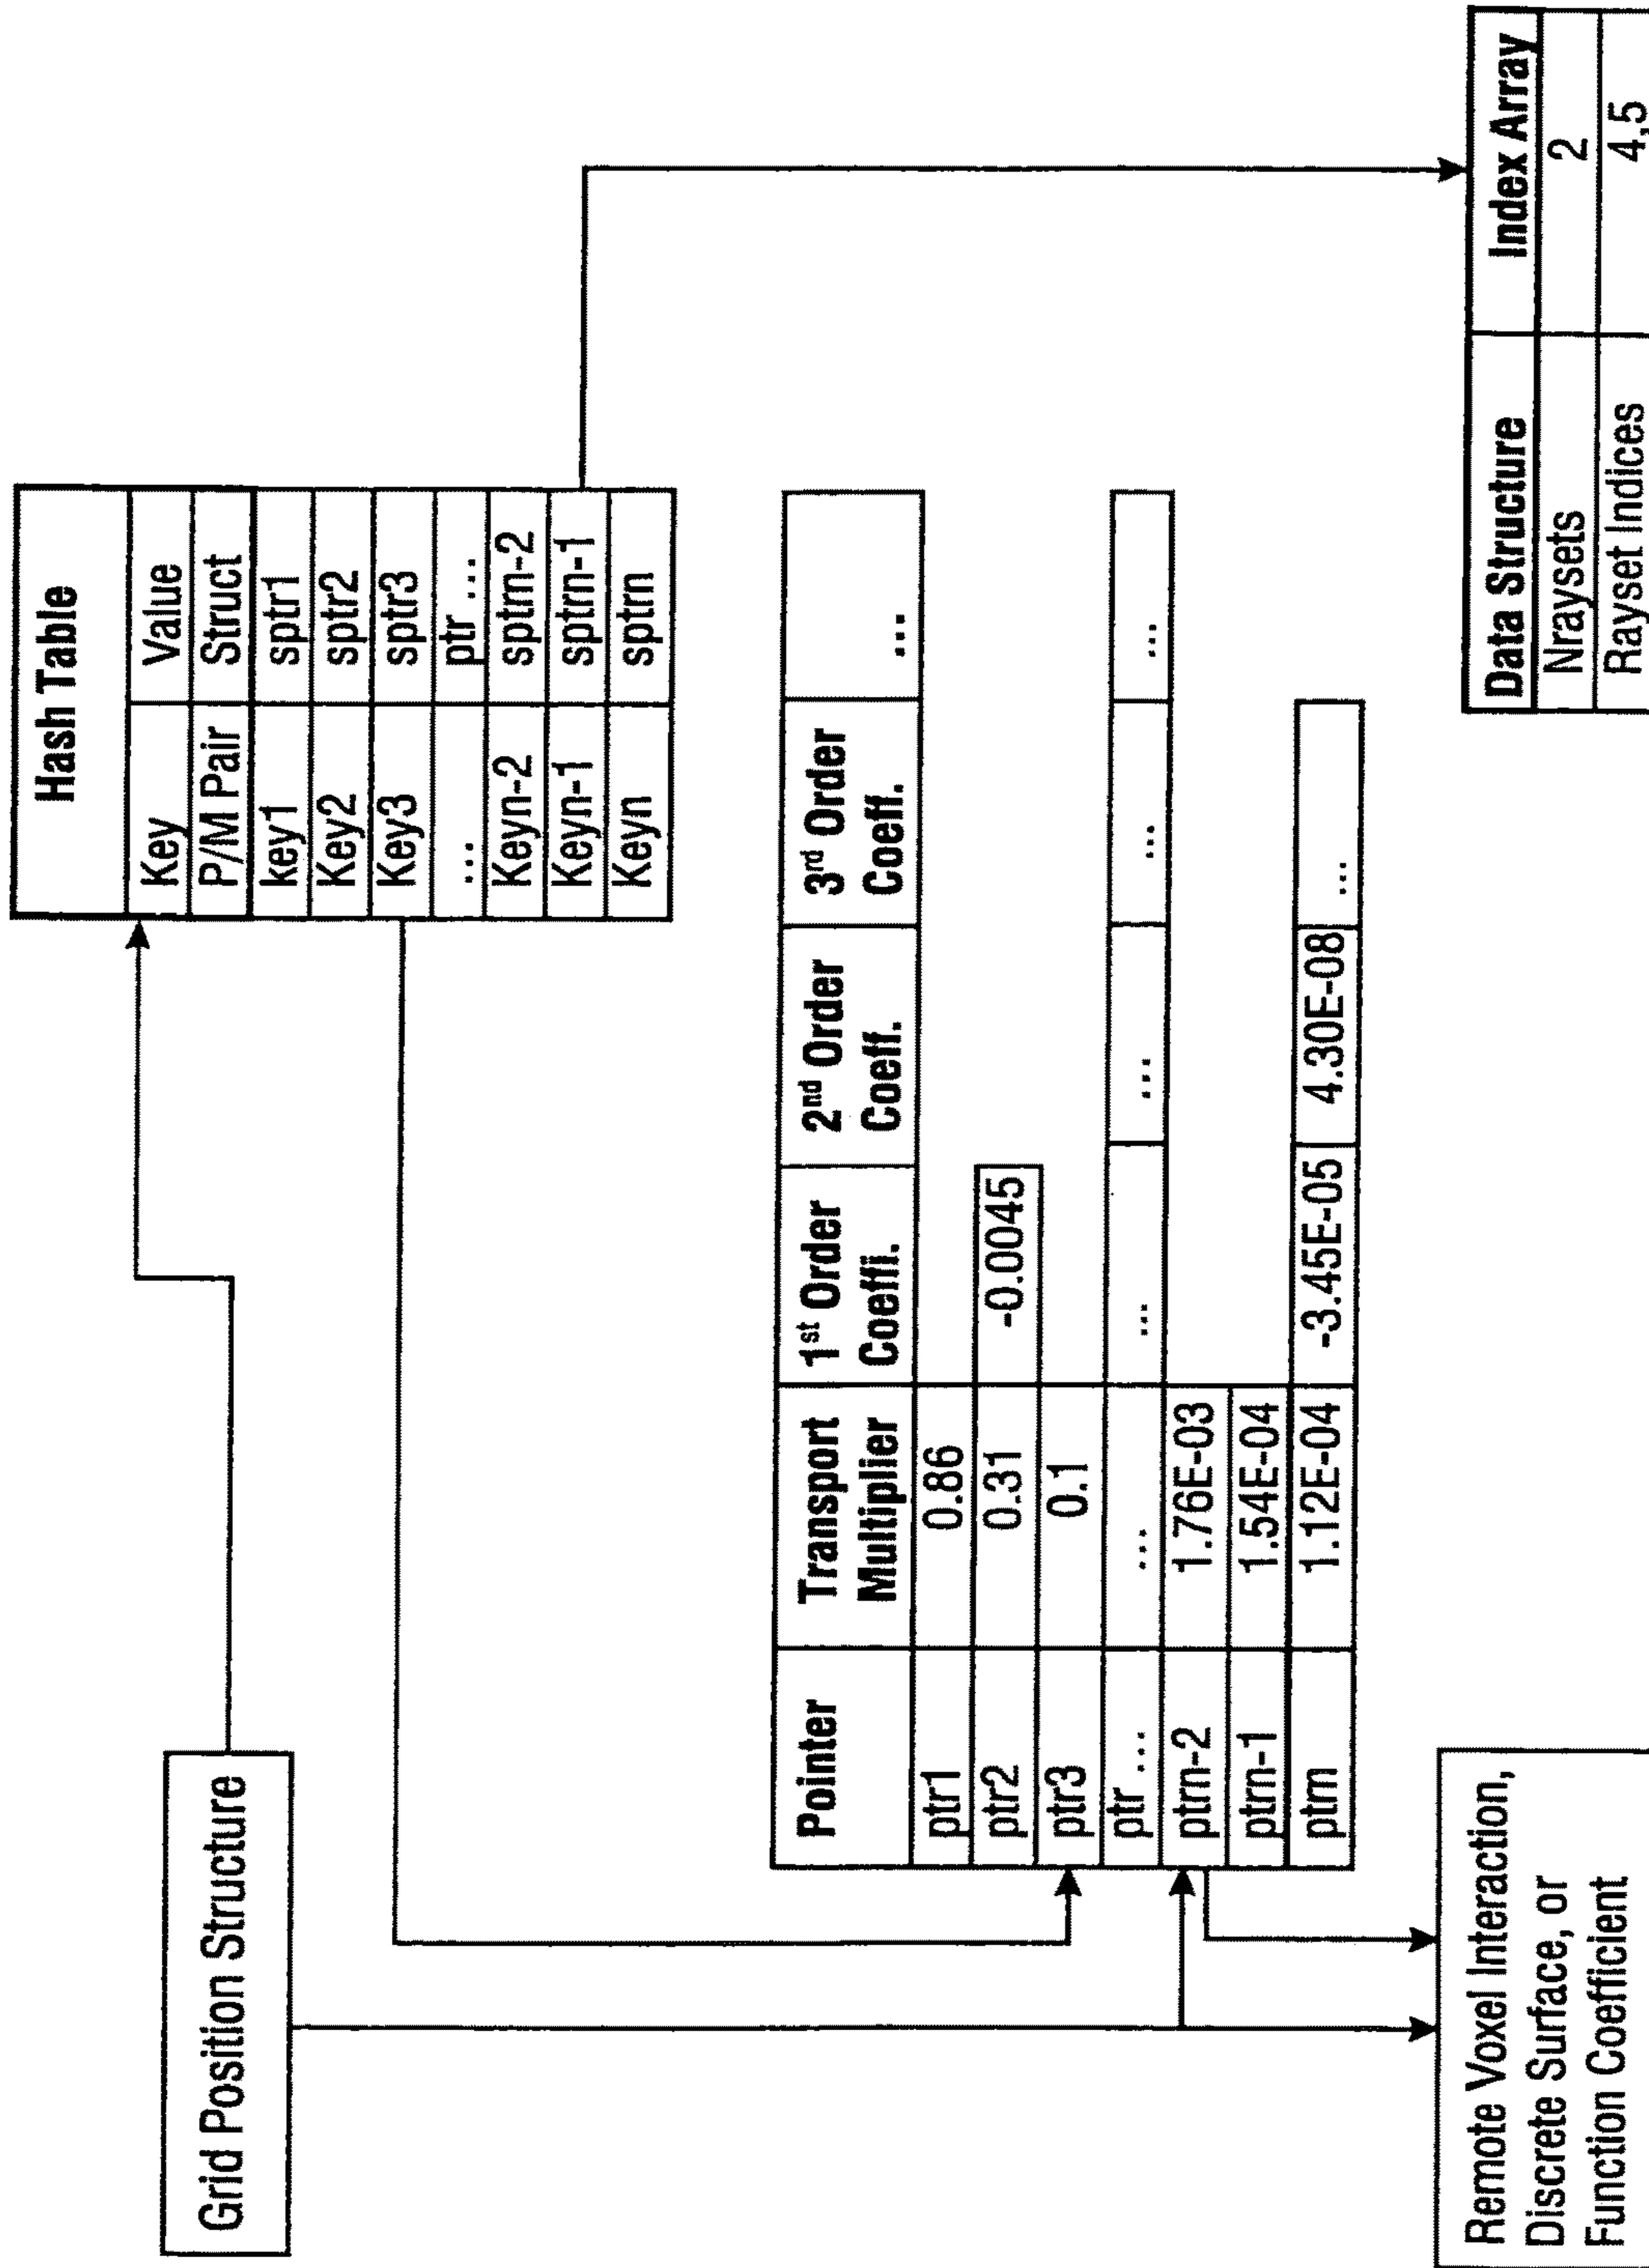 Grid Position Structure
Hash Table
Key Value
P/M Pair Struct
key1 sptr1
Key2 sptr2
Key3 sptr3
... ptr ...
Keyn-2 sptrn-2
Keyn-1 sptrn-1
Keyn sptrn
Pointer Transport Multiplier 1st Order Coeffi. 2nd Order Coeff. 3rd Order Coeff. ...
ptr1 0.86
ptr2 0.31 -0.0045
ptr3 0.1
ptr ... ... ... ... ... ...
ptrn-2 1.76E-03
ptrn-1 1.54E-04
ptrn 1.12E-04 -3.45E-05 4.30E-08 ...
Remote Voxel Interaction,
Discrete Surface, or
Function Coefficient
Data Structure Index Array
Nraysets 2
Rayset Indices 4,5